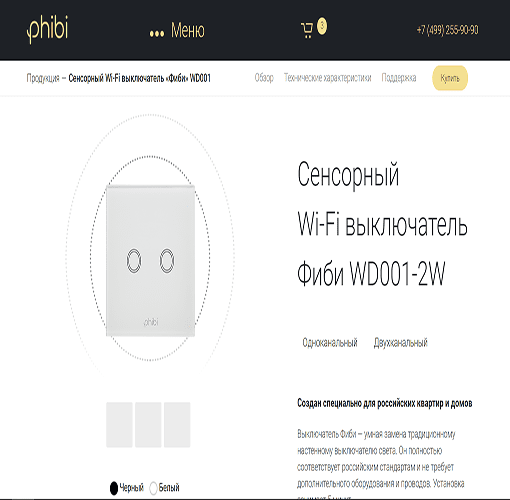 phibi
Меню
3
+7 (499) 255-90-90
Продукция — Сенсорный Wi-Fi выключатель «Фиби» WD001
Обзор
Технические характеристики
Поддержка
Купить
Сенсорный
Wi-Fi выключатель
Фиби WD001-2W
phibi
Одноканальный
Двухканальный
Создан специально для российских квартир и домов
Выключатель Фиби — умная замена традиционному
настенному выключателю света. Он полностью
соответствует российским стандартам и не требует
дополнительного оборудования и проводов. Установка
Черный
Белый